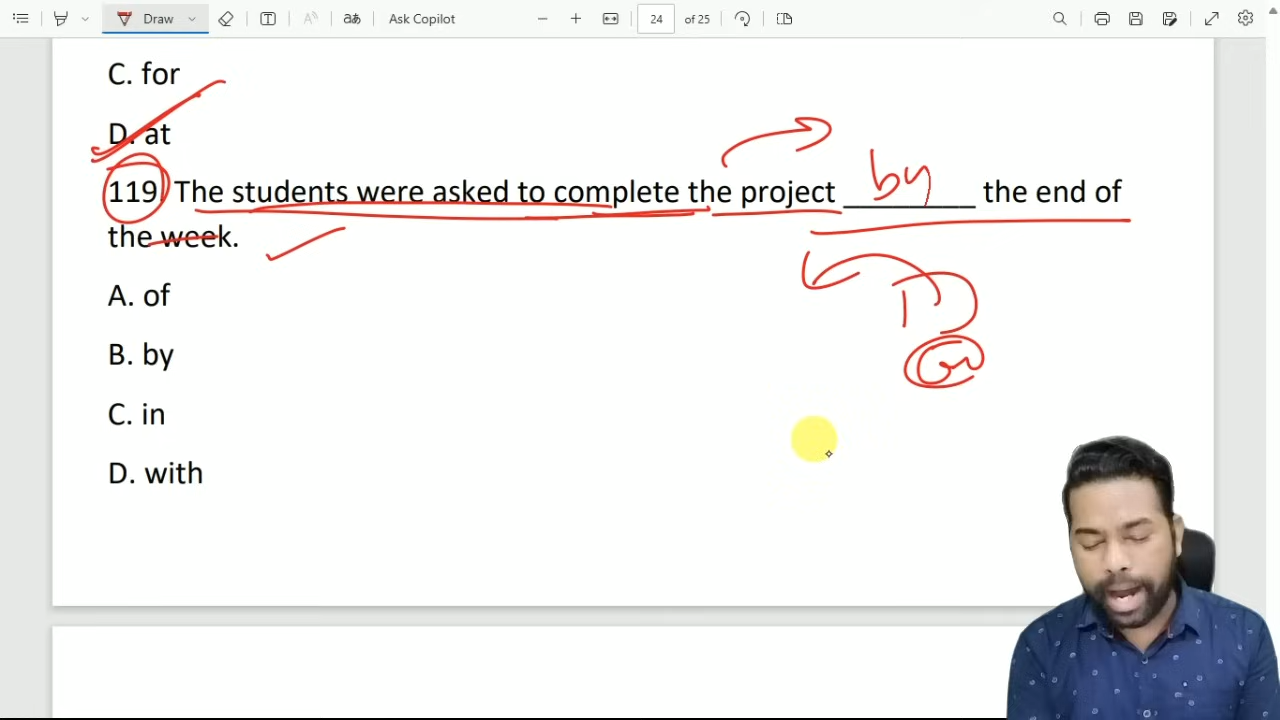 Draw
Ask Copilot
24 of 25
C. for
D. at
119. The students were asked to complete the project by the end of
the week.
A. of
B. by
C. in
D. with